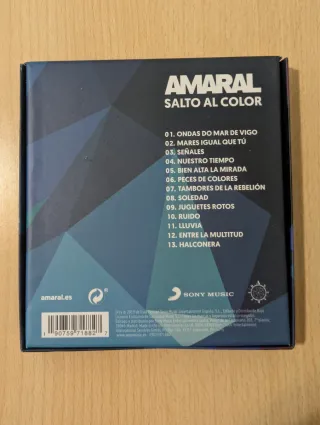 AMARAL
SALTO AL COLOR
01. ONDAS DO MAR DE VIGO
02. MARES IGUAL QUE TÚ
03. SEÑALES
04. NUESTRO TIEMPO
05. BIEN ALTA LA MIRADA
06. PECES DE COLORES
07. TAMBORES DE LA REBELIÓN
08. SOLEDAD
09. JUGUETES ROTOS
10. RUIDO
11. LLUVIA
12. ENTRE LA MULTITUD
13. HALCONERA
amaral.es
SONY MUSIC